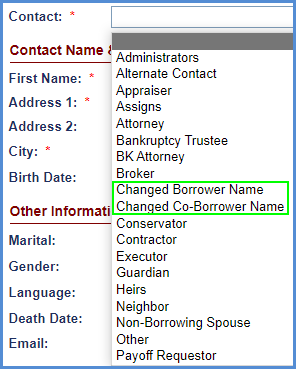 Contact: *
Contact Name &
First Name: *
Address 1: *
Address 2:
City: *
Birth Date:
Other Informati
Marital:
Gender:
Language:
Death Date:
Email:
Administrators
Alternate Contact
Appraiser
Assigns
Attorney
Bankruptcy Trustee
BK Attorney
Broker
Changed Borrower Name
Changed Co-Borrower Name
Conservator
Contractor
Executor
Guardian
Heirs
Neighbor
Non-Borrowing Spouse
Other
Payoff Requestor